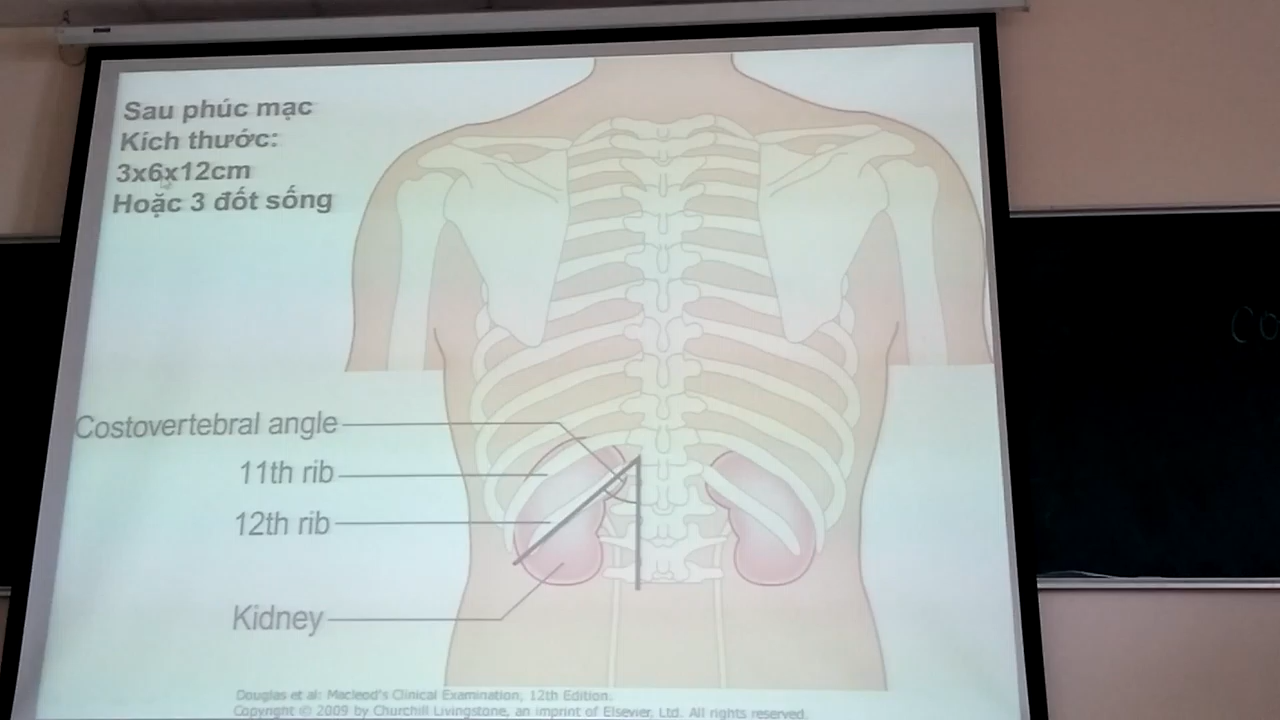 Sau phúc mạc
Kích thước:
3x6x12cm
Hoặc 3 đốt sống
Costovertebral angle
11th rib
12th rib
Kidney
Douglas et al: Macleod's Clinical Examination, 12th Edition.
Copyright © 2009 by Churchill Livingstone, an imprint of Elsevier, Ltd. All rights reserved.